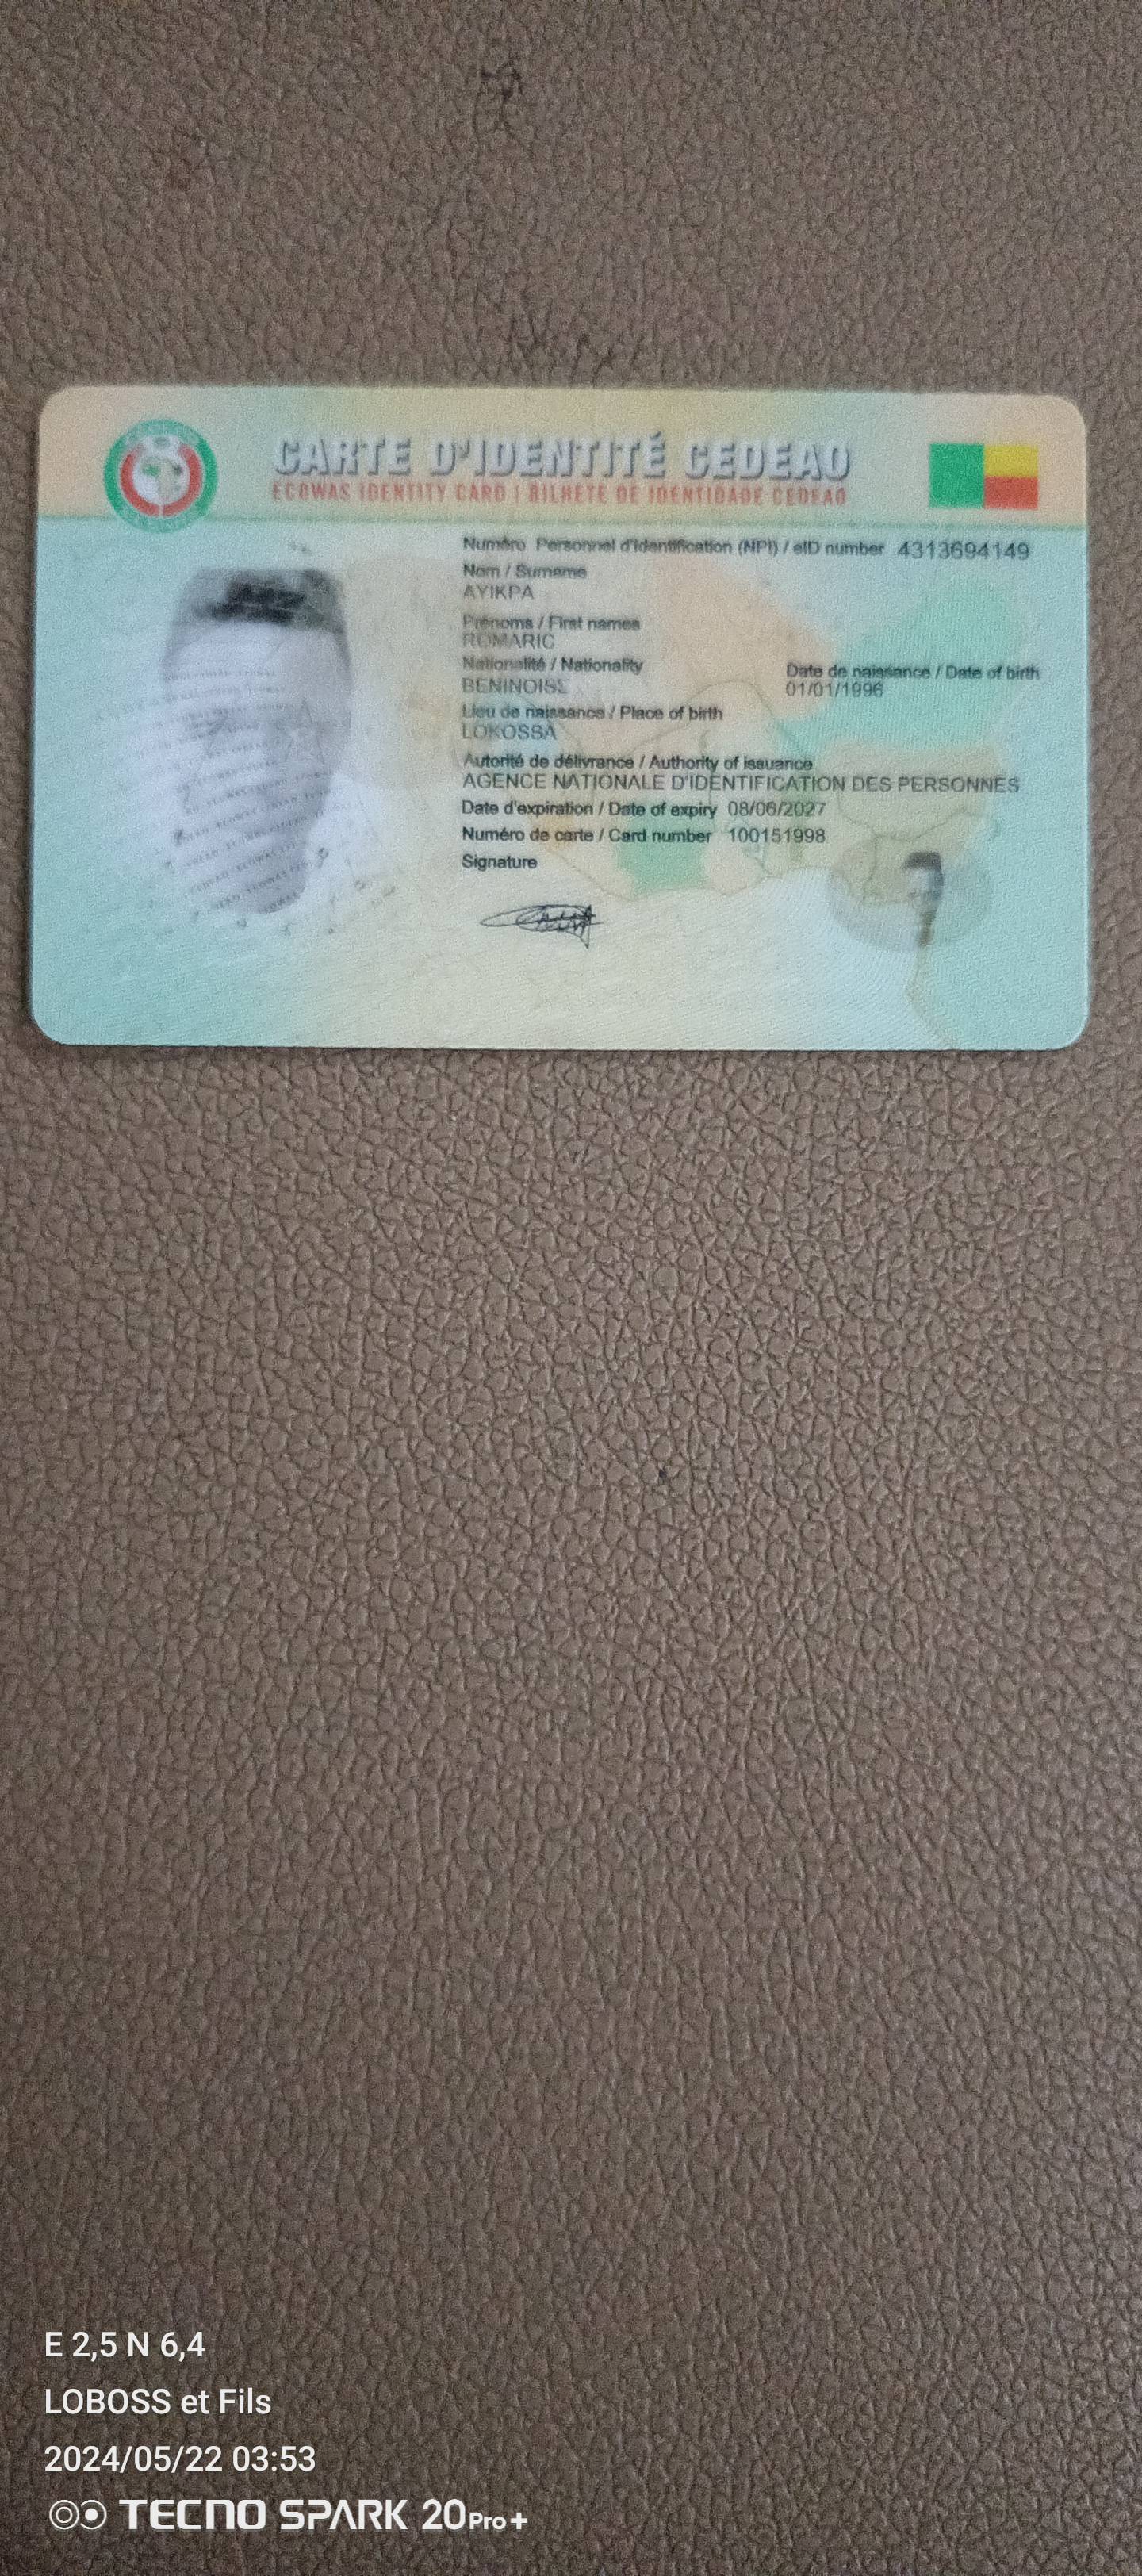 CARTE D'IDENTITÉ CEDEAO
ECOWAS IDENTITY CARD | BILHETE DE IDENTIDADE CEDEAO
Numéro Personnel d'Identification (NPI) / eID number 4313694149
Nom / Surname
AYIKPA
Prénoms / First names
ROMARIC
Nationalité / Nationality
BENINOISE
Date de naissance / Date of birth
01/01/1996
Lieu de naissance / Place of birth
LOKOSSA
Autorité de délivrance / Authority of issuance
AGENCE NATIONALE D'IDENTIFICATION DES PERSONNES
Date d'expiration / Date of expiry 08/06/2027
Numéro de carte / Card number 100151998
Signature
E 2,5 N 6,4
LOBOSS et Fils
2024/05/22 03:53
TECNO SPARK 20Pro+